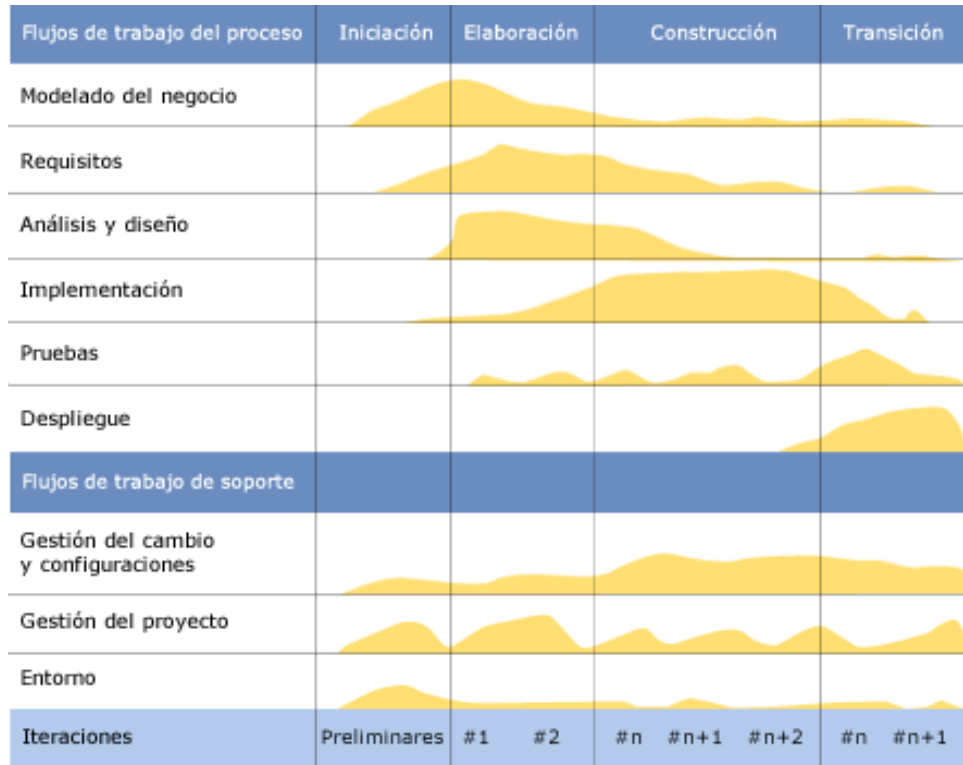 Flujos de trabajo del proceso Iniciación Elaboración Construcción Transición
Modelado del negocio
Requisitos
Análisis y diseño
Implementación
Pruebas
Despliegue
Flujos de trabajo de soporte
Gestión del cambio
y configuraciones
Gestión del proyecto
Entorno
Iteraciones Preliminares #1 #2 #n #n+1 #n+2 #n #n+1